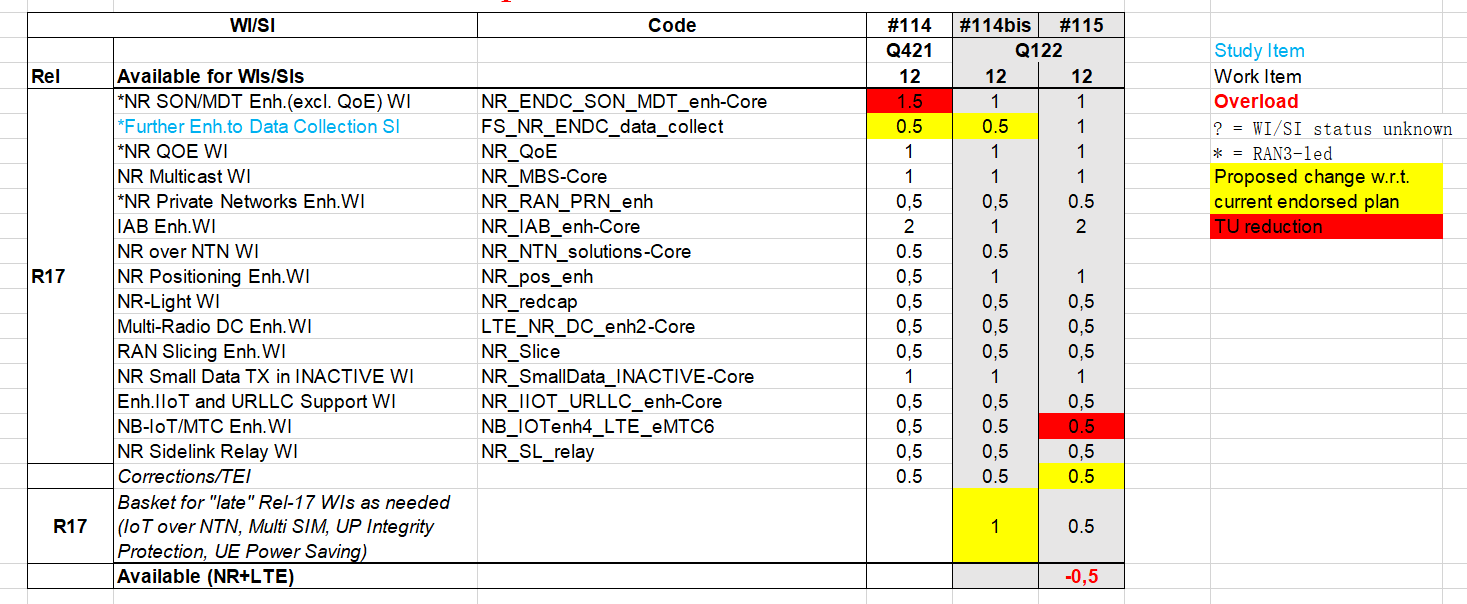 WI/SI Code #114 #114bis #115
Q421 Q122 Study Item
Rel Available for WIs/SIs 12 12 12 Work Item
*NR SON/MDT Enh.(excl. QoE) WI NR_ENDC_SON_MDT_enh-Core 1.5 1 1 Overload
*Further Enh.to Data Collection SI FS_NR_ENDC_data_collect 0.5 0.5 1 ? = WI/SI status unknown
*NR QOE WI NR_QoE 1 1 1 * = RAN3-led
NR Multicast WI NR_MBS-Core 1 1 1 Proposed change w.r.t.
*NR Private Networks Enh.WI NR_RAN_PRN_enh 0,5 0,5 0.5 current endorsed plan
IAB Enh.WI NR_IAB_enh-Core 2 1 2 TU reduction
NR over NTN WI NR_NTN_solutions-Core 0.5 0.5
R17 NR Positioning Enh.WI NR_pos_enh 0,5 1 1
NR-Light WI NR_redcap 0,5 0,5 0,5
Multi-Radio DC Enh.WI LTE_NR_DC_enh2-Core 0,5 0,5 0,5
RAN Slicing Enh.WI NR_Slice 0,5 0,5 0,5
NR Small Data TX in INACTIVE WI NR_SmallData_INACTIVE-Core 1 1 1
Enh.IIoT and URLLC Support WI NR_IIOT_URLLC_enh-Core 0,5 0,5 0,5
NB-IoT/MTC Enh.WI NB_IOTenh4_LTE_eMTC6 0,5 0.5 0.5
NR Sidelink Relay WI NR_SL_relay 0,5 0,5 0,5
Corrections/TEI 0.5 0.5 0.5
Basket for "late" Rel-17 WIs as needed
R17 (IoT over NTN, Multi SIM, UP Integrity 1 0.5
Protection, UE Power Saving)
Available (NR+LTE) -0,5